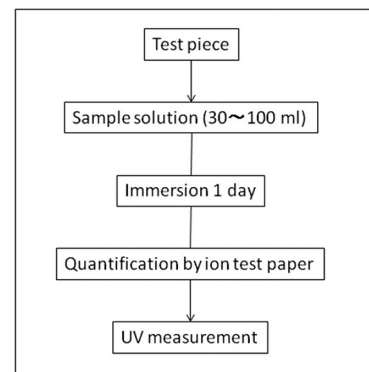 Test piece
Sample solution (30～100 ml)
Immersion 1 day
Quantification by ion test paper
UV measurement